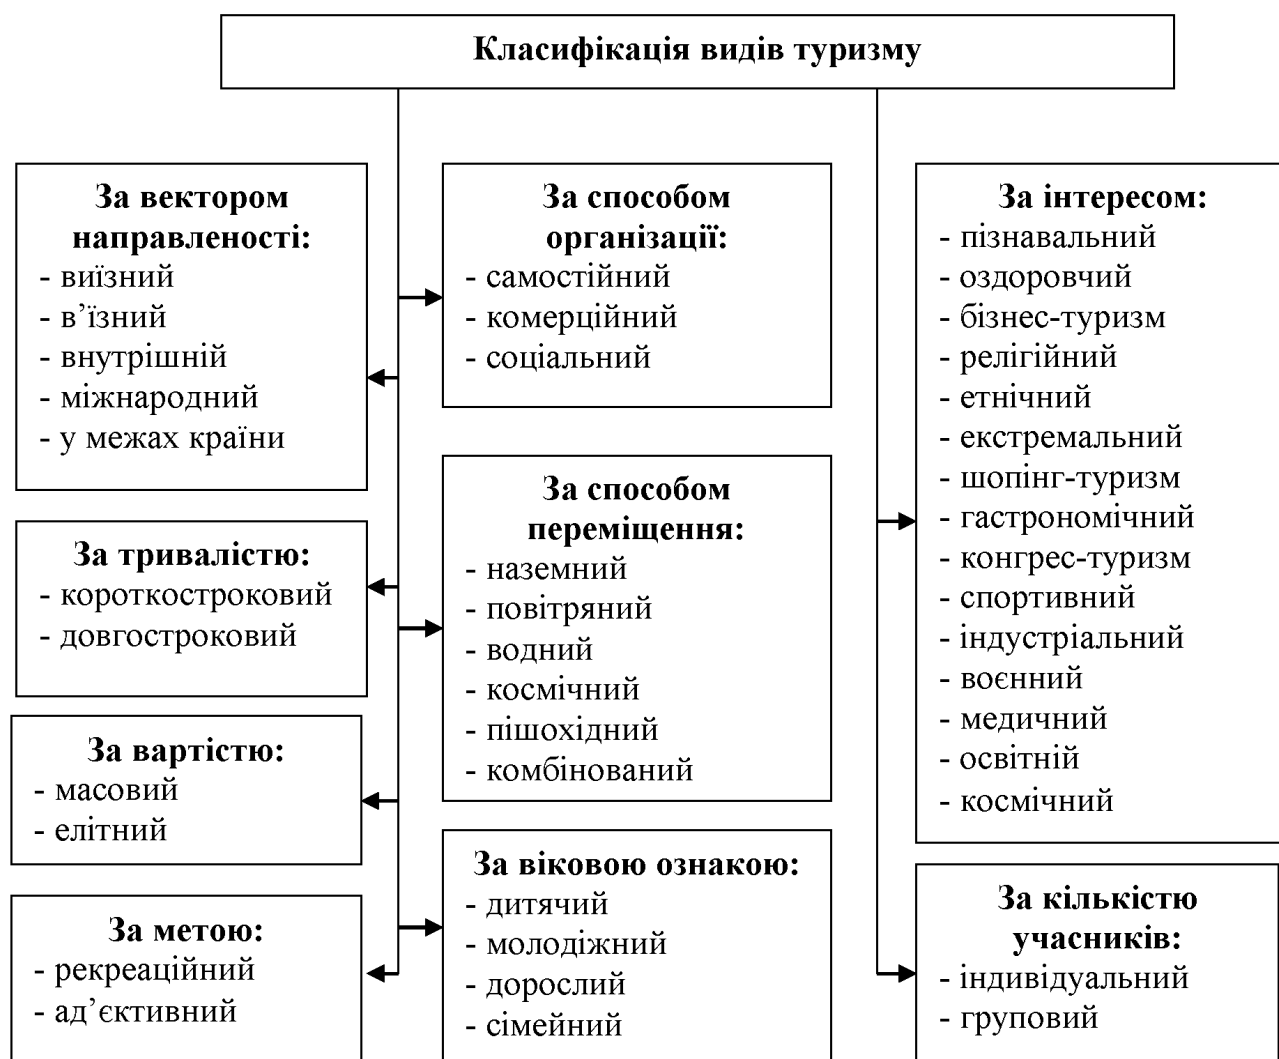 Класифікація видів туризму
За вектором
направленості:
- виїзний
- в’їзний
- внутрішній
- міжнародний
- у межах країни
За тривалістю:
- короткостроковий
- довгостроковий
За вартістю:
- масовий
- елітний
За метою:
- рекреаційний
- ад’єктивний
За способом
організації:
- самостійний
- комерційний
- соціальний
За способом
переміщення:
- наземний
- повітряний
- водний
- космічний
- пішохідний
- комбінований
За віковою ознакою:
- дитячий
- молодіжний
- дорослий
- сімейний
За інтересом:
- пізнавальний
- оздоровчий
- бізнес-туризм
- релігійний
- етнічний
- екстремальний
- шопінг-туризм
- гастрономічний
- конгрес-туризм
- спортивний
- індустріальний
- воєнний
- медичний
- освітній
- космічний
За кількістю
учасників:
- індивідуальний
- груповий